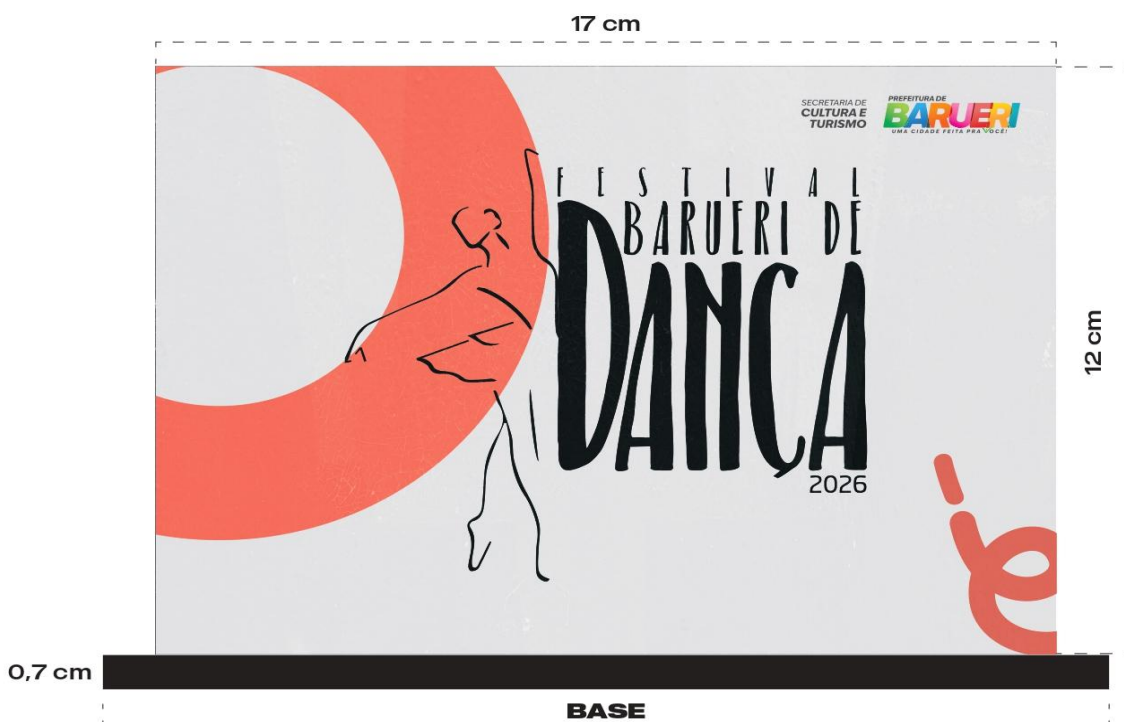 17 cm
SECRETARIA DE
CULTURA E
TURISMO
PREFEITURA DE
BARUERI
UMA CIDADE FEITA PRA VOCÊ!
FESTIVAL
BARUERI DE
DANÇA
2026
12 cm
0,7 cm
BASE